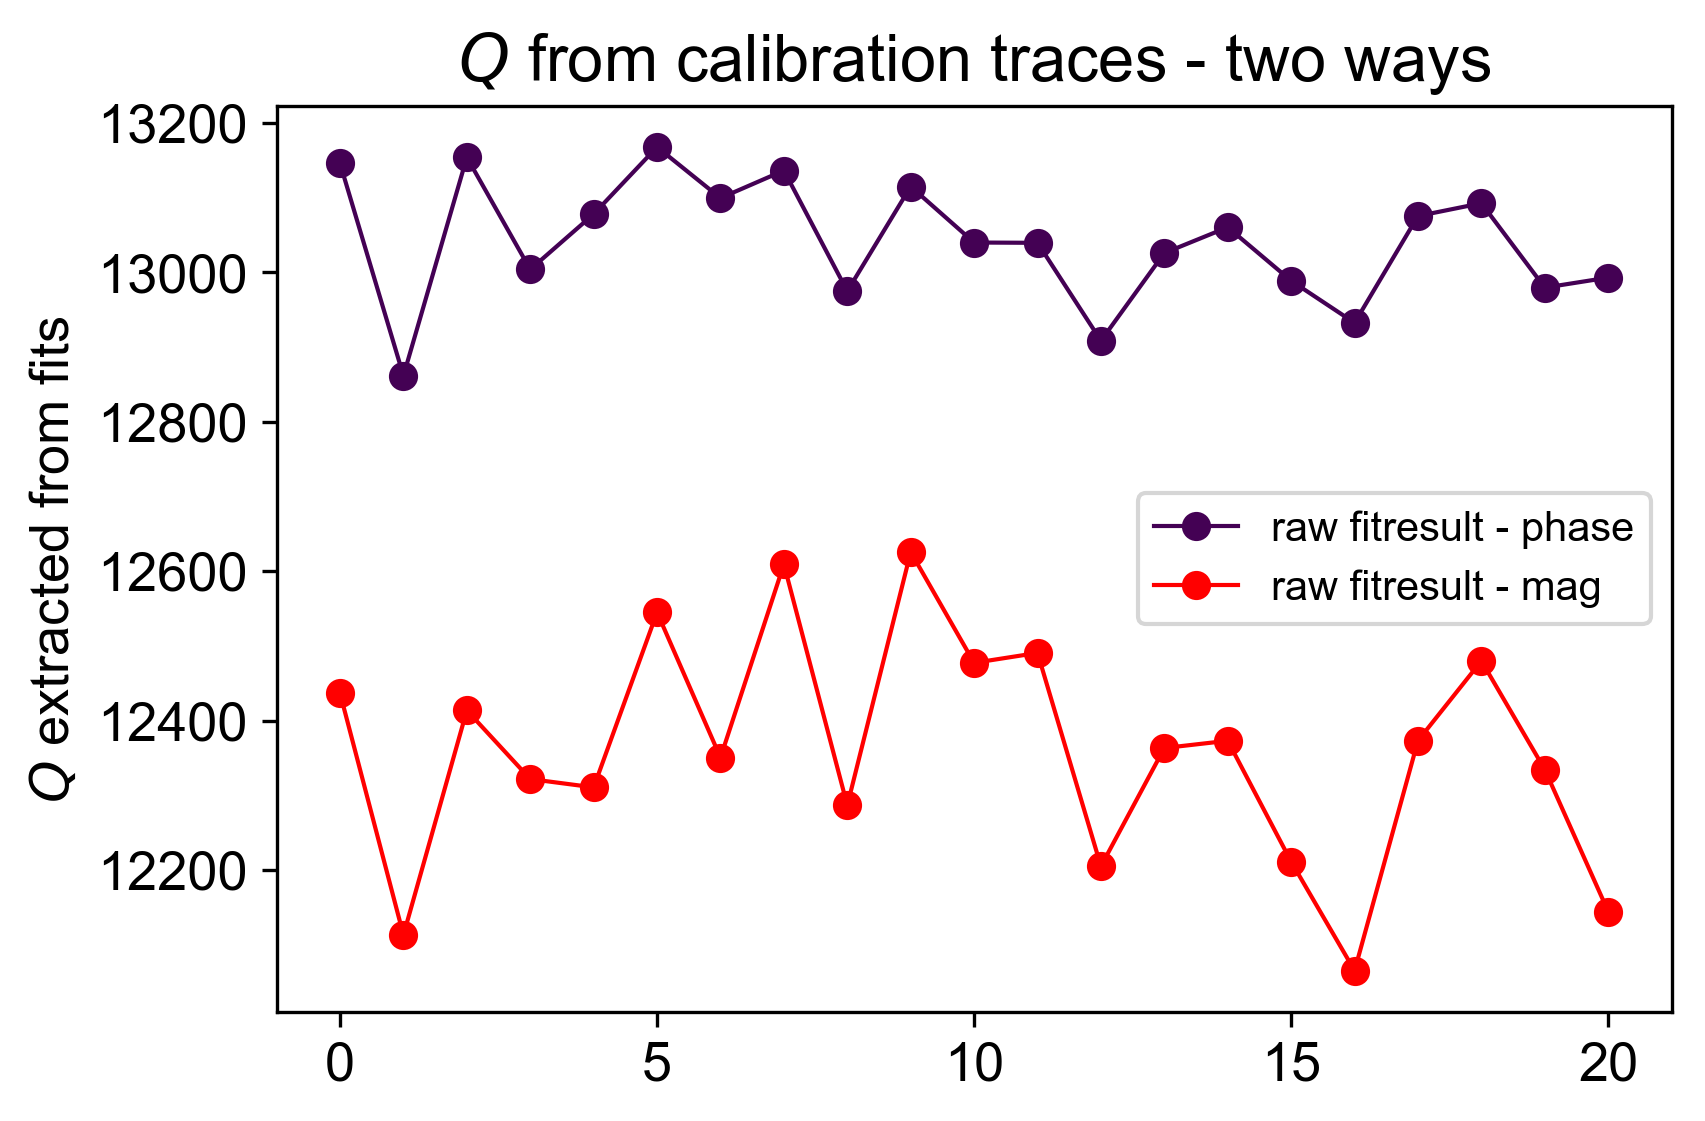 Q from calibration traces - two ways
Q extracted from fits
13200
13000
12800
12600
12400
12200
raw fitresult - phase
raw fitresult - mag
0 5 10 15 20